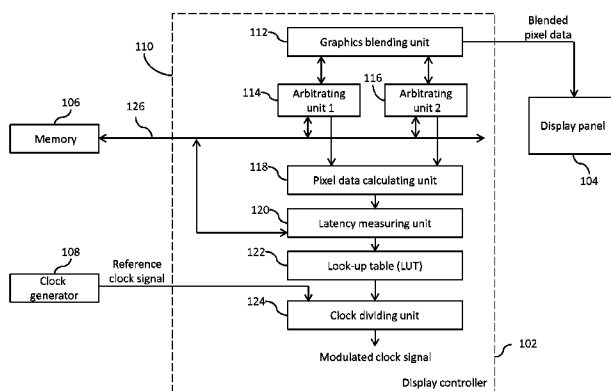 112
Graphics blending unit
Blended
pixel data
110
114
Arbitrating
unit 1
116
Arbitrating
unit 2
106
Memory
126
Display panel
104
118
Pixel data calculating unit
120
Latency measuring unit
122
Look-up table (LUT)
108
Clock
generator
Reference
clock signal
124
Clock dividing unit
102
Modulated clock signal
Display controller